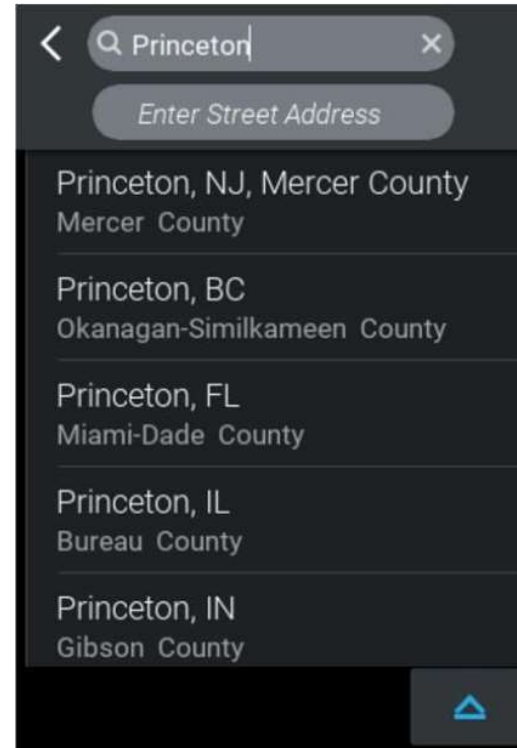 Princeton
Enter Street Address
Princeton, NJ, Mercer County
Mercer County
Princeton, BC
Okanagan-Similkameen County
Princeton, FL
Miami-Dade County
Princeton, IL
Bureau County
Princeton, IN
Gibson County